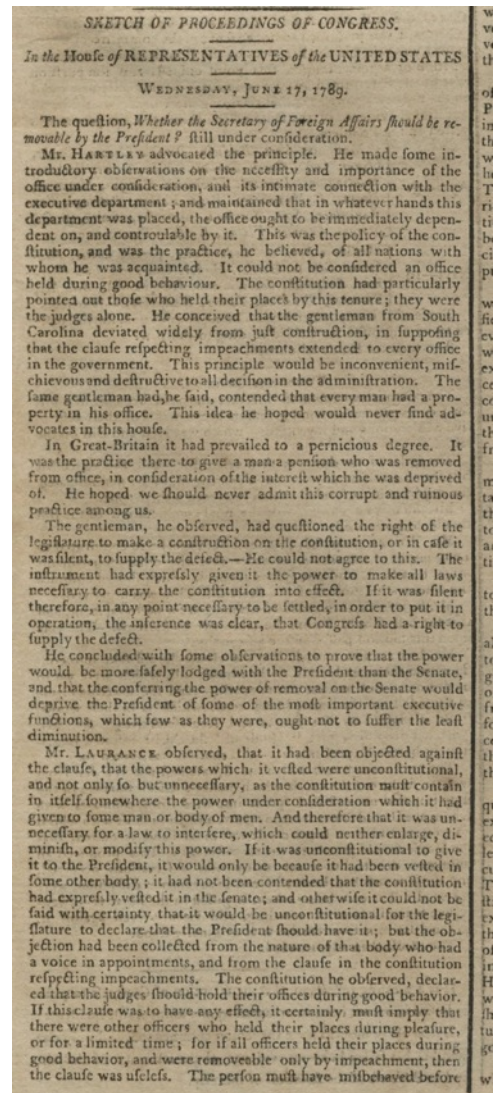 SKETCH OF PROCEEDINGS OF CONGRESS.
In the House of REPRESENTATIVES of the UNITED STATES
WEDNESDAY, JUNE 17, 1789.
The queſtion, Whether the Secretary of Foreign Affairs ſhould be re-
movable by the Preſident? ſtill under conſideration.
Mr. HARTLEY advocated the principle. He made ſome in-
troductory obſervations on the neceſſity and importance of the
office under conſideration, and its intimate connection with the
executive department; and maintained that in whatever hands this
department was placed, the office ought to be immediately depen-
dent on, and controulable by it. This was the policy of the con-
ſtitution, and was the practice, he believed, of all nations with
whom he was acquainted. It could not be conſidered an office
held during good behaviour. The conſtitution had particularly
pointed out thoſe who held their places by this tenure; they were
the judges alone. He conceived that the gentleman from South
Carolina deviated widely from juſt conſtruction, in ſuppoſing
that the clauſe reſpecting impeachments extended to every office
in the government. This principle would be inconvenient, miſ-
chievous and deſtructive to all deciſion in the adminiſtration. The
ſame gentleman had, he ſaid, contended that every man had a pro-
perty in his office. This idea he hoped would never find ad-
vocates in this houſe.
In Great-Britain it had prevailed to a pernicious degree. It
was the practice there to give a man a penſion who was removed
from office, in conſideration of the intereſt which he was deprived
of. He hoped we ſhould never admit this corrupt and ruinous
practice among us.
The gentleman, he obſerved, had queſtioned the right of the
legiſlature to make a conſtruction on the conſtitution, or in caſe it
was ſilent, to ſupply the defect.—He could not agree to this. The
inſtrument had expreſsly given it the power to make all laws
neceſſary to carry the conſtitution into effect. If it was ſilent
therefore, in any point neceſſary to be ſettled, in order to put it in
operation, the inference was clear, that Congreſs had a right to
ſupply the defect.
He concluded with ſome obſervations to prove that the power
would be more ſafely lodged with the Preſident than the Senate,
and that the conferring the power of removal on the Senate would
deprive the Preſident of ſome of the moſt important executive
functions, which few as they were, ought not to ſuffer the leaſt
diminution.
Mr. LAURANCE obſerved, that it had been objected againſt
the clauſe, that the powers which it veſted were unconſtitutional,
and not only ſo but unneceſſary, as the conſtitution muſt contain
in itſelf ſomewhere the power under conſideration which it had
given to ſome man or body of men. And therefore that it was un-
neceſſary for a law to interfere, which could neither enlarge, di-
miniſh, or modify this power. If it was unconſtitutional to give
it to the Preſident, it would only be becauſe it had been veſted in
ſome other body; it had not been contended that the conſtitution
had expreſsly veſted it in the ſenate; and otherwiſe it could not be
ſaid with certainty that it would be unconſtitutional for the legi-
ſlature to declare that the Preſident ſhould have it; but the ob-
jection had been collected from the nature of that body who had
a voice in appointments, and from the clauſe in the conſtitution
reſpecting impeachments. The conſtitution he obſerved, declar-
ed that the judges ſhould hold their offices during good behavior.
If this clauſe was to have any effect, it certainly muſt imply that
there were other officers who held their places during pleaſure,
or for a limited time; for if all officers held their places during
good behavior, and were removeable only by impeachment, then
the clauſe was uſeleſs. The perſon muſt have miſbehaved before